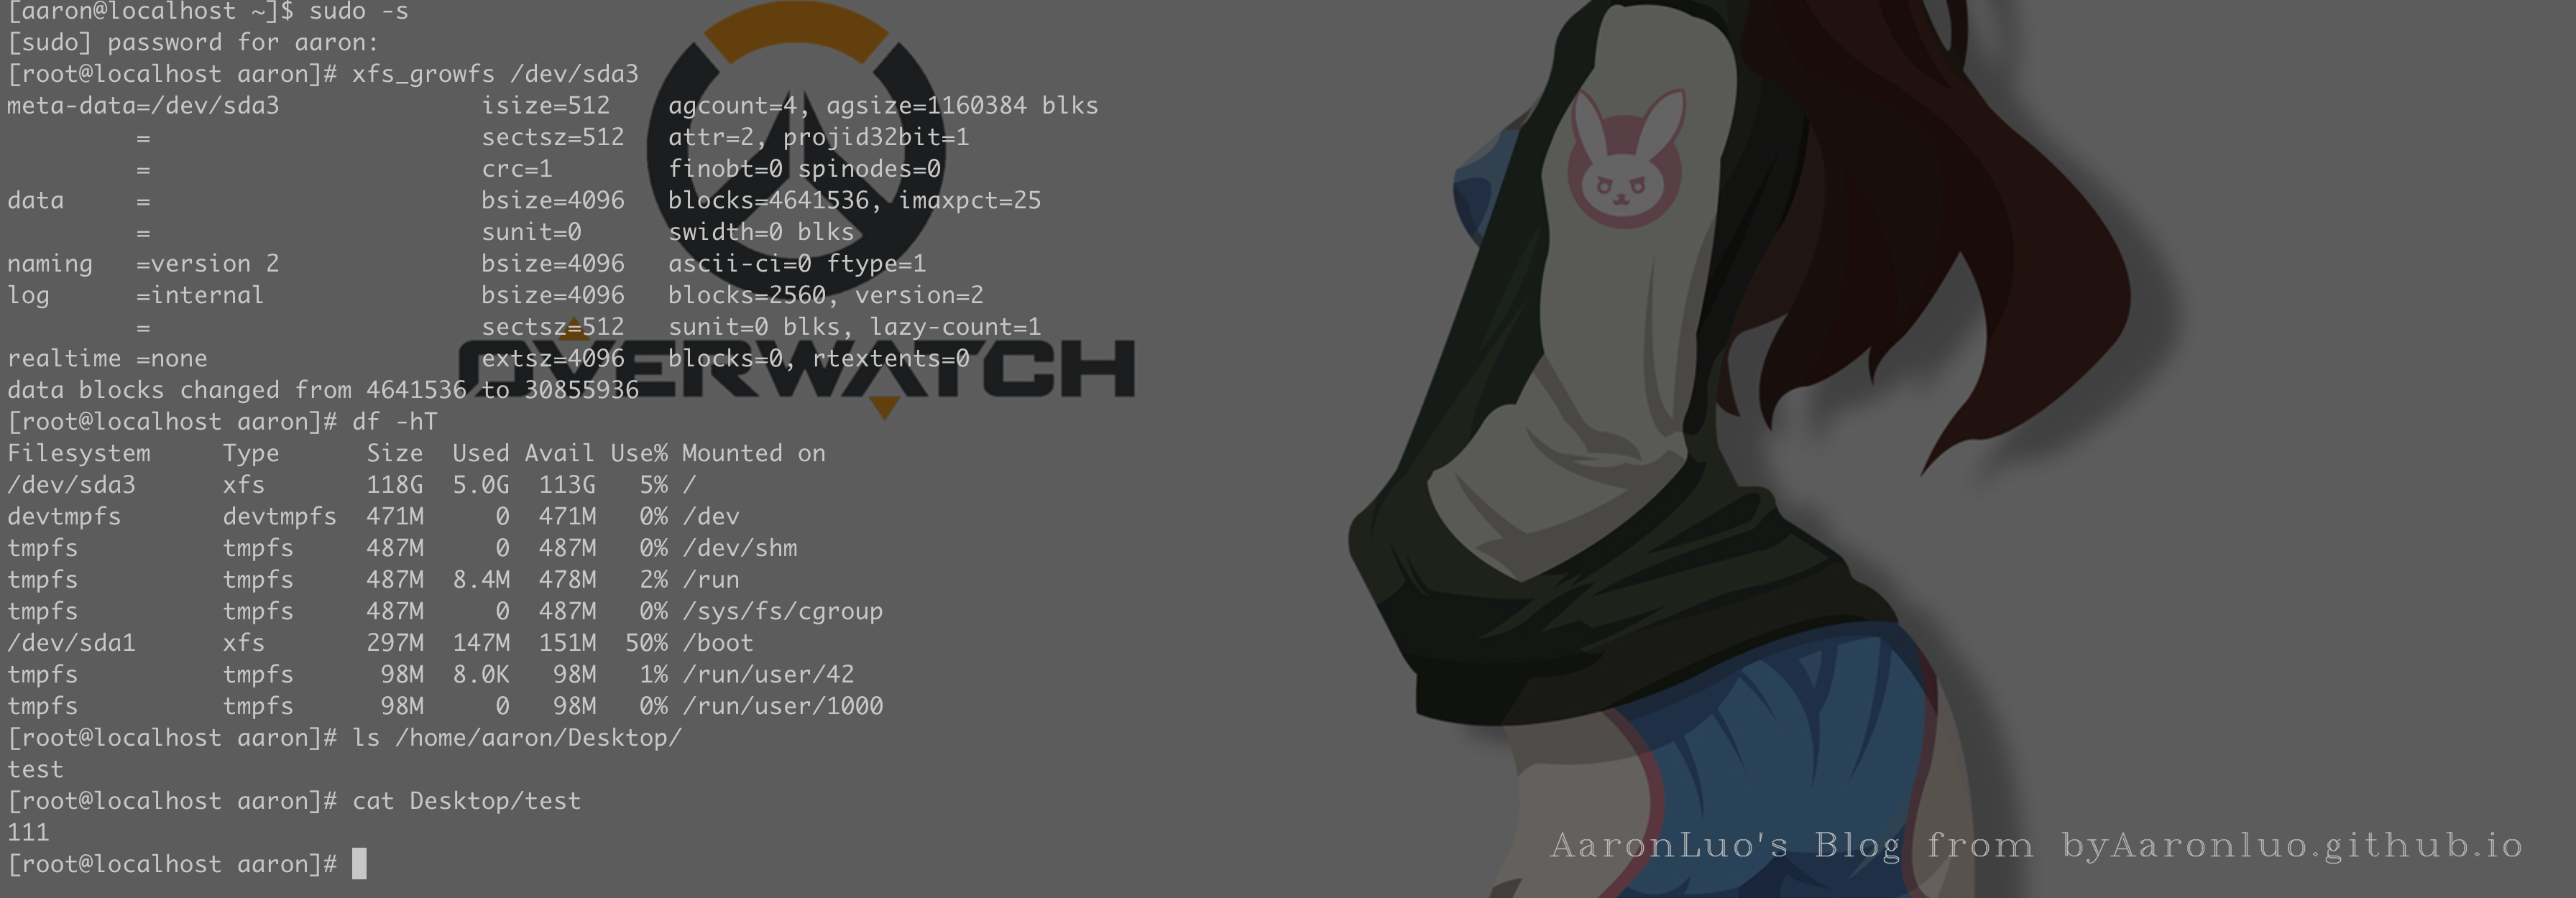 [aaron@localhost ~]$ sudo -s
[sudo] password for aaron:
[root@localhost aaron]# xfs_growfs /dev/sda3
meta-data=/dev/sda3              isize=512    agcount=4, agsize=1160384 blks
         =                       sectsz=512   attr=2, projid32bit=1
         =                       crc=1        finobt=0 spinodes=0
data     =                       bsize=4096   blocks=4641536, imaxpct=25
         =                       sunit=0      swidth=0 blks
naming   =version 2              bsize=4096   ascii-ci=0 ftype=1
log      =internal               bsize=4096   blocks=2560, version=2
         =                       sectsz=512   sunit=0 blks, lazy-count=1
realtime =none                   extsz=4096   blocks=0, rtextents=0
OVERWATCH
data blocks changed from 4641536 to 30855936
[root@localhost aaron]# df -hT
Filesystem     Type      Size  Used Avail Use% Mounted on
/dev/sda3      xfs       118G  5.0G  113G   5% /
devtmpfs       devtmpfs  471M     0  471M   0% /dev
tmpfs          tmpfs     487M     0  487M   0% /dev/shm
tmpfs          tmpfs     487M  8.4M  478M   2% /run
tmpfs          tmpfs     487M     0  487M   0% /sys/fs/cgroup
/dev/sda1      xfs       297M  147M  151M  50% /boot
tmpfs          tmpfs      98M  8.0K   98M   1% /run/user/42
tmpfs          tmpfs      98M     0   98M   0% /run/user/1000
[root@localhost aaron]# ls /home/aaron/Desktop/
test
[root@localhost aaron]# cat Desktop/test
111
[root@localhost aaron]#
AaronLuo's Blog from byAaronluo.github.io